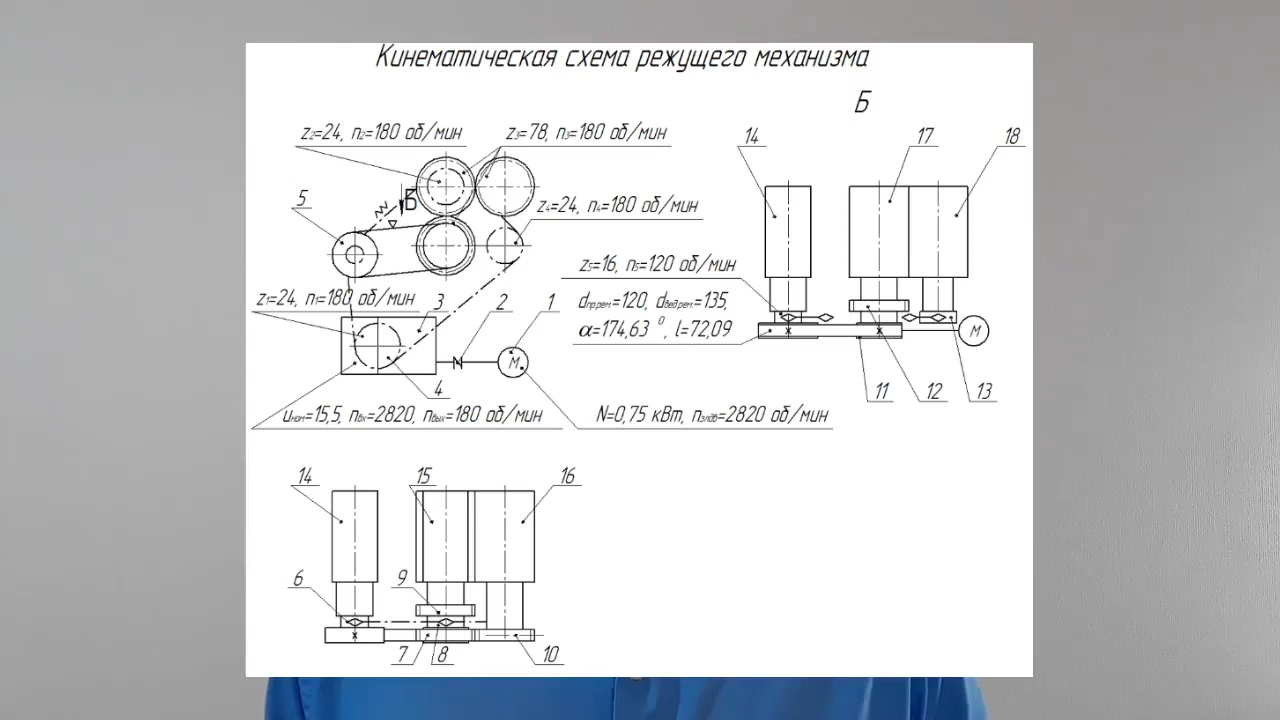 Кинематическая схема режущего механизма
Б
z2=24, n2=180 об/мин
z3=78, n3=180 об/мин
14
17
18
5
Б
z4=24, n4=180 об/мин
z5=16, n5=120 об/мин
z1=24, n1=180 об/мин
3
2
1
dпр.рем=120, dвед.рем=135,
α=174,63 °, l=72,09
М
М
4
11
12
13
uном=15,5, nвх=2820, nвых=180 об/мин
N=0,75 кВт, nэл.дв=2820 об/мин
14
15
16
6
9
7
8
10